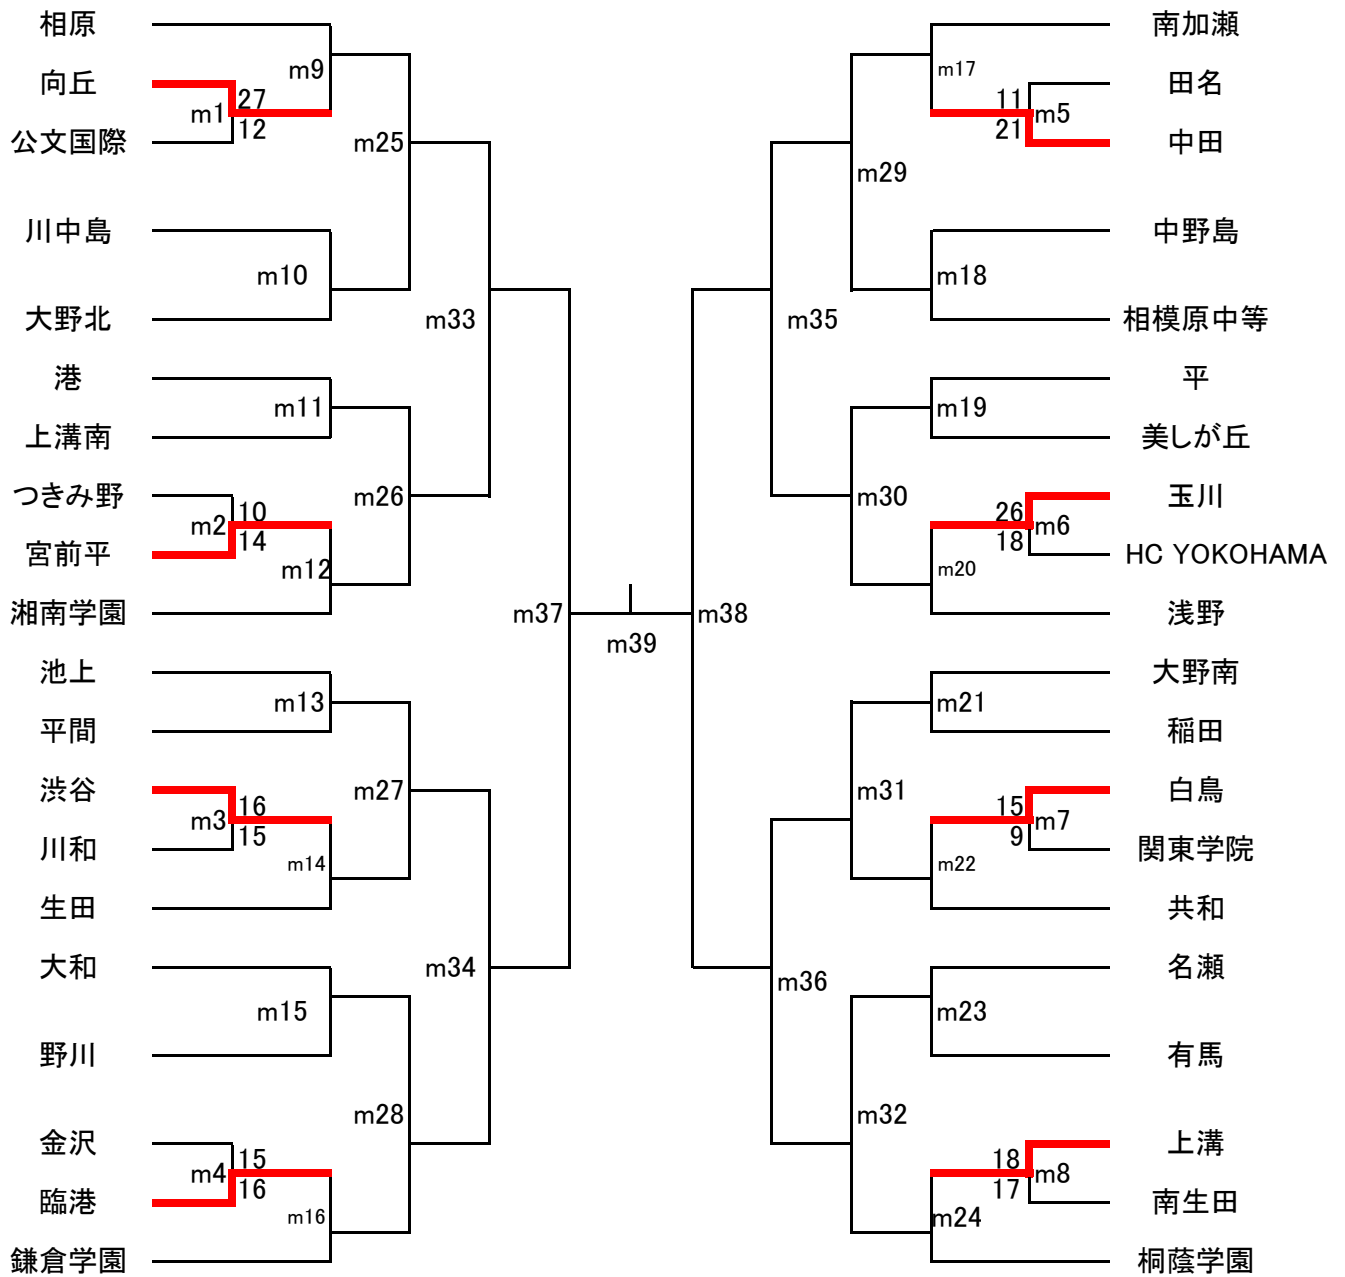 相原
南加瀬
m9
m17
向丘
田名
27
11
m1
m5
12
21
公文国際
m25
中田
m29
川中島
中野島
m10
m18
大野北
m33
m35
相模原中等
港
平
m11
m19
上溝南
美しが丘
つきみ野
m26
m30
玉川
10
26
m2
m6
14
18
宮前平
HC YOKOHAMA
m12
m20
湘南学園
m37
m38
浅野
m39
池上
大野南
m13
m21
平間
稲田
渋谷
m27
m31
白鳥
16
15
m3
m7
15
9
川和
関東学院
m14
m22
生田
共和
大和
m34
名瀬
m36
m15
m23
野川
有馬
m28
m32
金沢
上溝
15
18
m4
m8
16
17
臨港
南生田
m16
m24
鎌倉学園
桐蔭学園